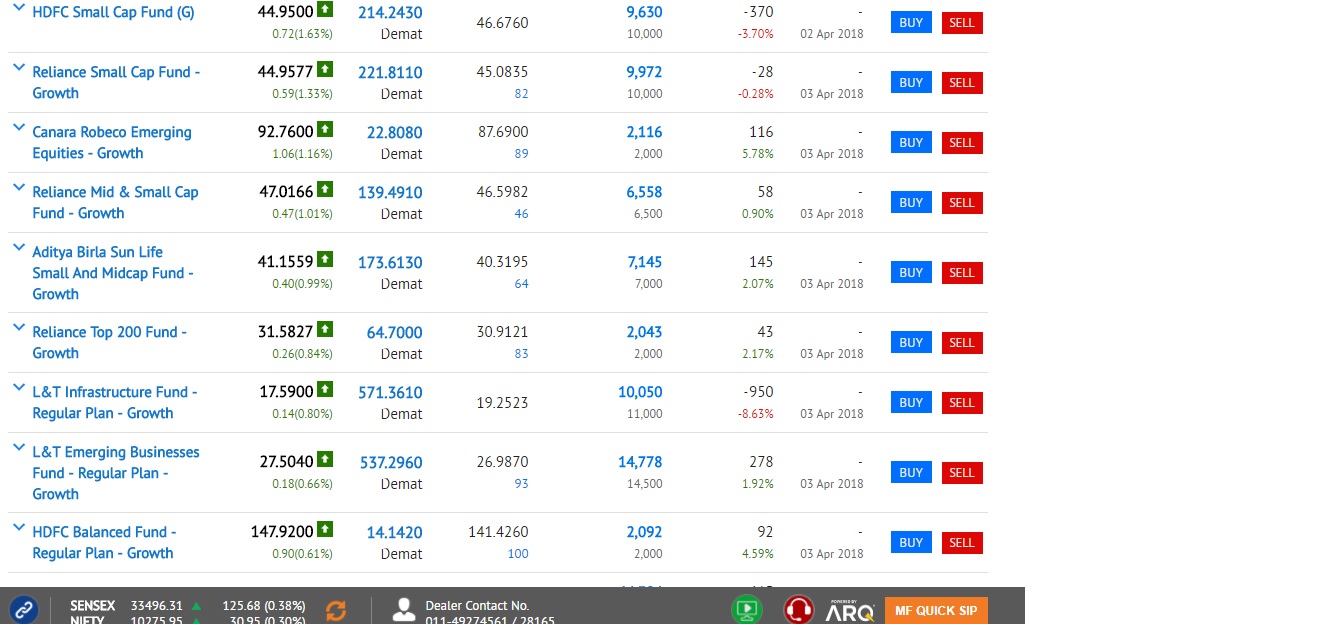 HDFC Small Cap Fund (G) 44.9500 214.2430 46.6760 9,630 -370 - BUY SELL
0.72(1.63%) Demat 10,000 -3.70% 02 Apr 2018
Reliance Small Cap Fund - 44.9577 221.8110 45.0835 9,972 -28 - BUY SELL
Growth 0.59(1.33%) Demat 82 10,000 -0.28% 03 Apr 2018
Canara Robeco Emerging 92.7600 22.8080 87.6900 2,116 116 - BUY SELL
Equities - Growth 1.06(1.16%) Demat 89 2,000 5.78% 03 Apr 2018
Reliance Mid & Small Cap 47.0166 139.4910 46.5982 6,558 58 - BUY SELL
Fund - Growth 0.47(1.01%) Demat 46 6,500 0.90% 03 Apr 2018
Aditya Birla Sun Life
Small And Midcap Fund - 41.1559 173.6130 40.3195 7,145 145 - BUY SELL
Growth 0.40(0.99%) Demat 64 7,000 2.07% 03 Apr 2018
Reliance Top 200 Fund - 31.5827 64.7000 30.9121 2,043 43 - BUY SELL
Growth 0.26(0.84%) Demat 83 2,000 2.17% 03 Apr 2018
L&T Infrastructure Fund - 17.5900 571.3610 19.2523 10,050 -950 - BUY SELL
Regular Plan - Growth 0.14(0.80%) Demat 11,000 -8.63% 03 Apr 2018
L&T Emerging Businesses
Fund - Regular Plan - 27.5040 537.2960 26.9870 14,778 278 - BUY SELL
Growth 0.18(0.66%) Demat 93 14,500 1.92% 03 Apr 2018
HDFC Balanced Fund - 147.9200 14.1420 141.4260 2,092 92 - BUY SELL
Regular Plan - Growth 0.90(0.61%) Demat 100 2,000 4.59% 03 Apr 2018
SENSEX 33496.31 125.68 (0.38%) Dealer Contact No. POWERED BY ARQ MF QUICK SIP
NIFTY 10275.95 30.95 (0.30%) 011-49274561 / 28165